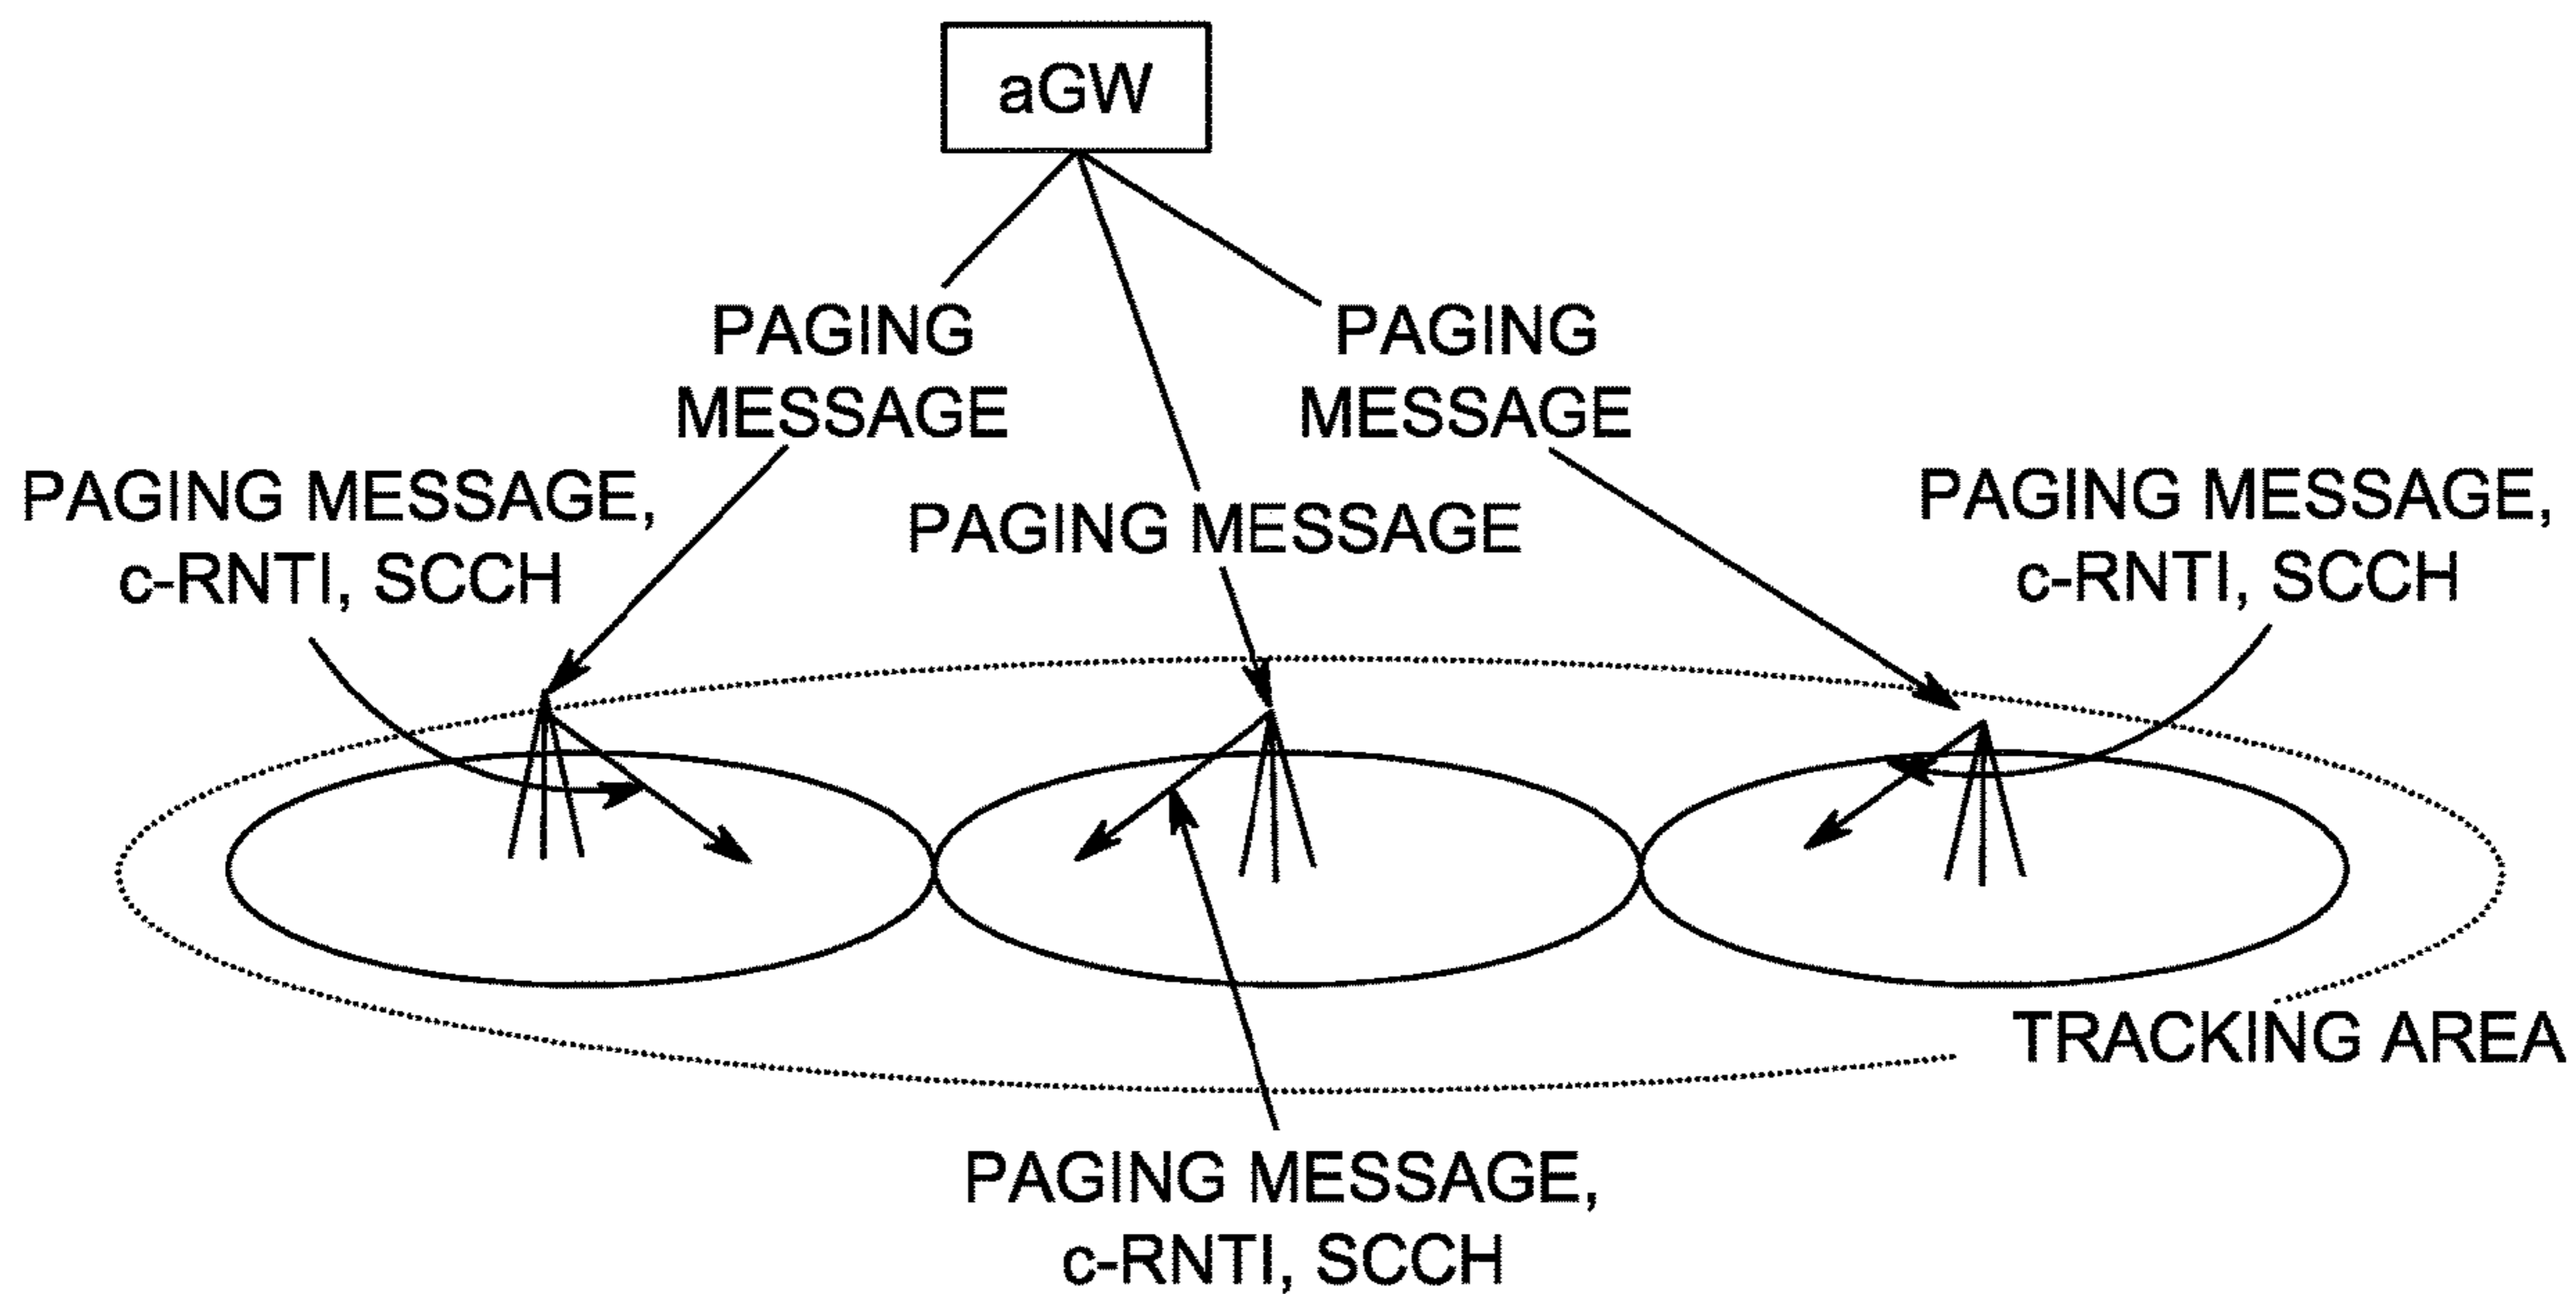 aGW
PAGING
MESSAGE
PAGING
MESSAGE
PAGING MESSAGE,
c-RNTI, SCCH
PAGING MESSAGE
PAGING MESSAGE,
c-RNTI, SCCH
TRACKING AREA
PAGING MESSAGE,
c-RNTI, SCCH